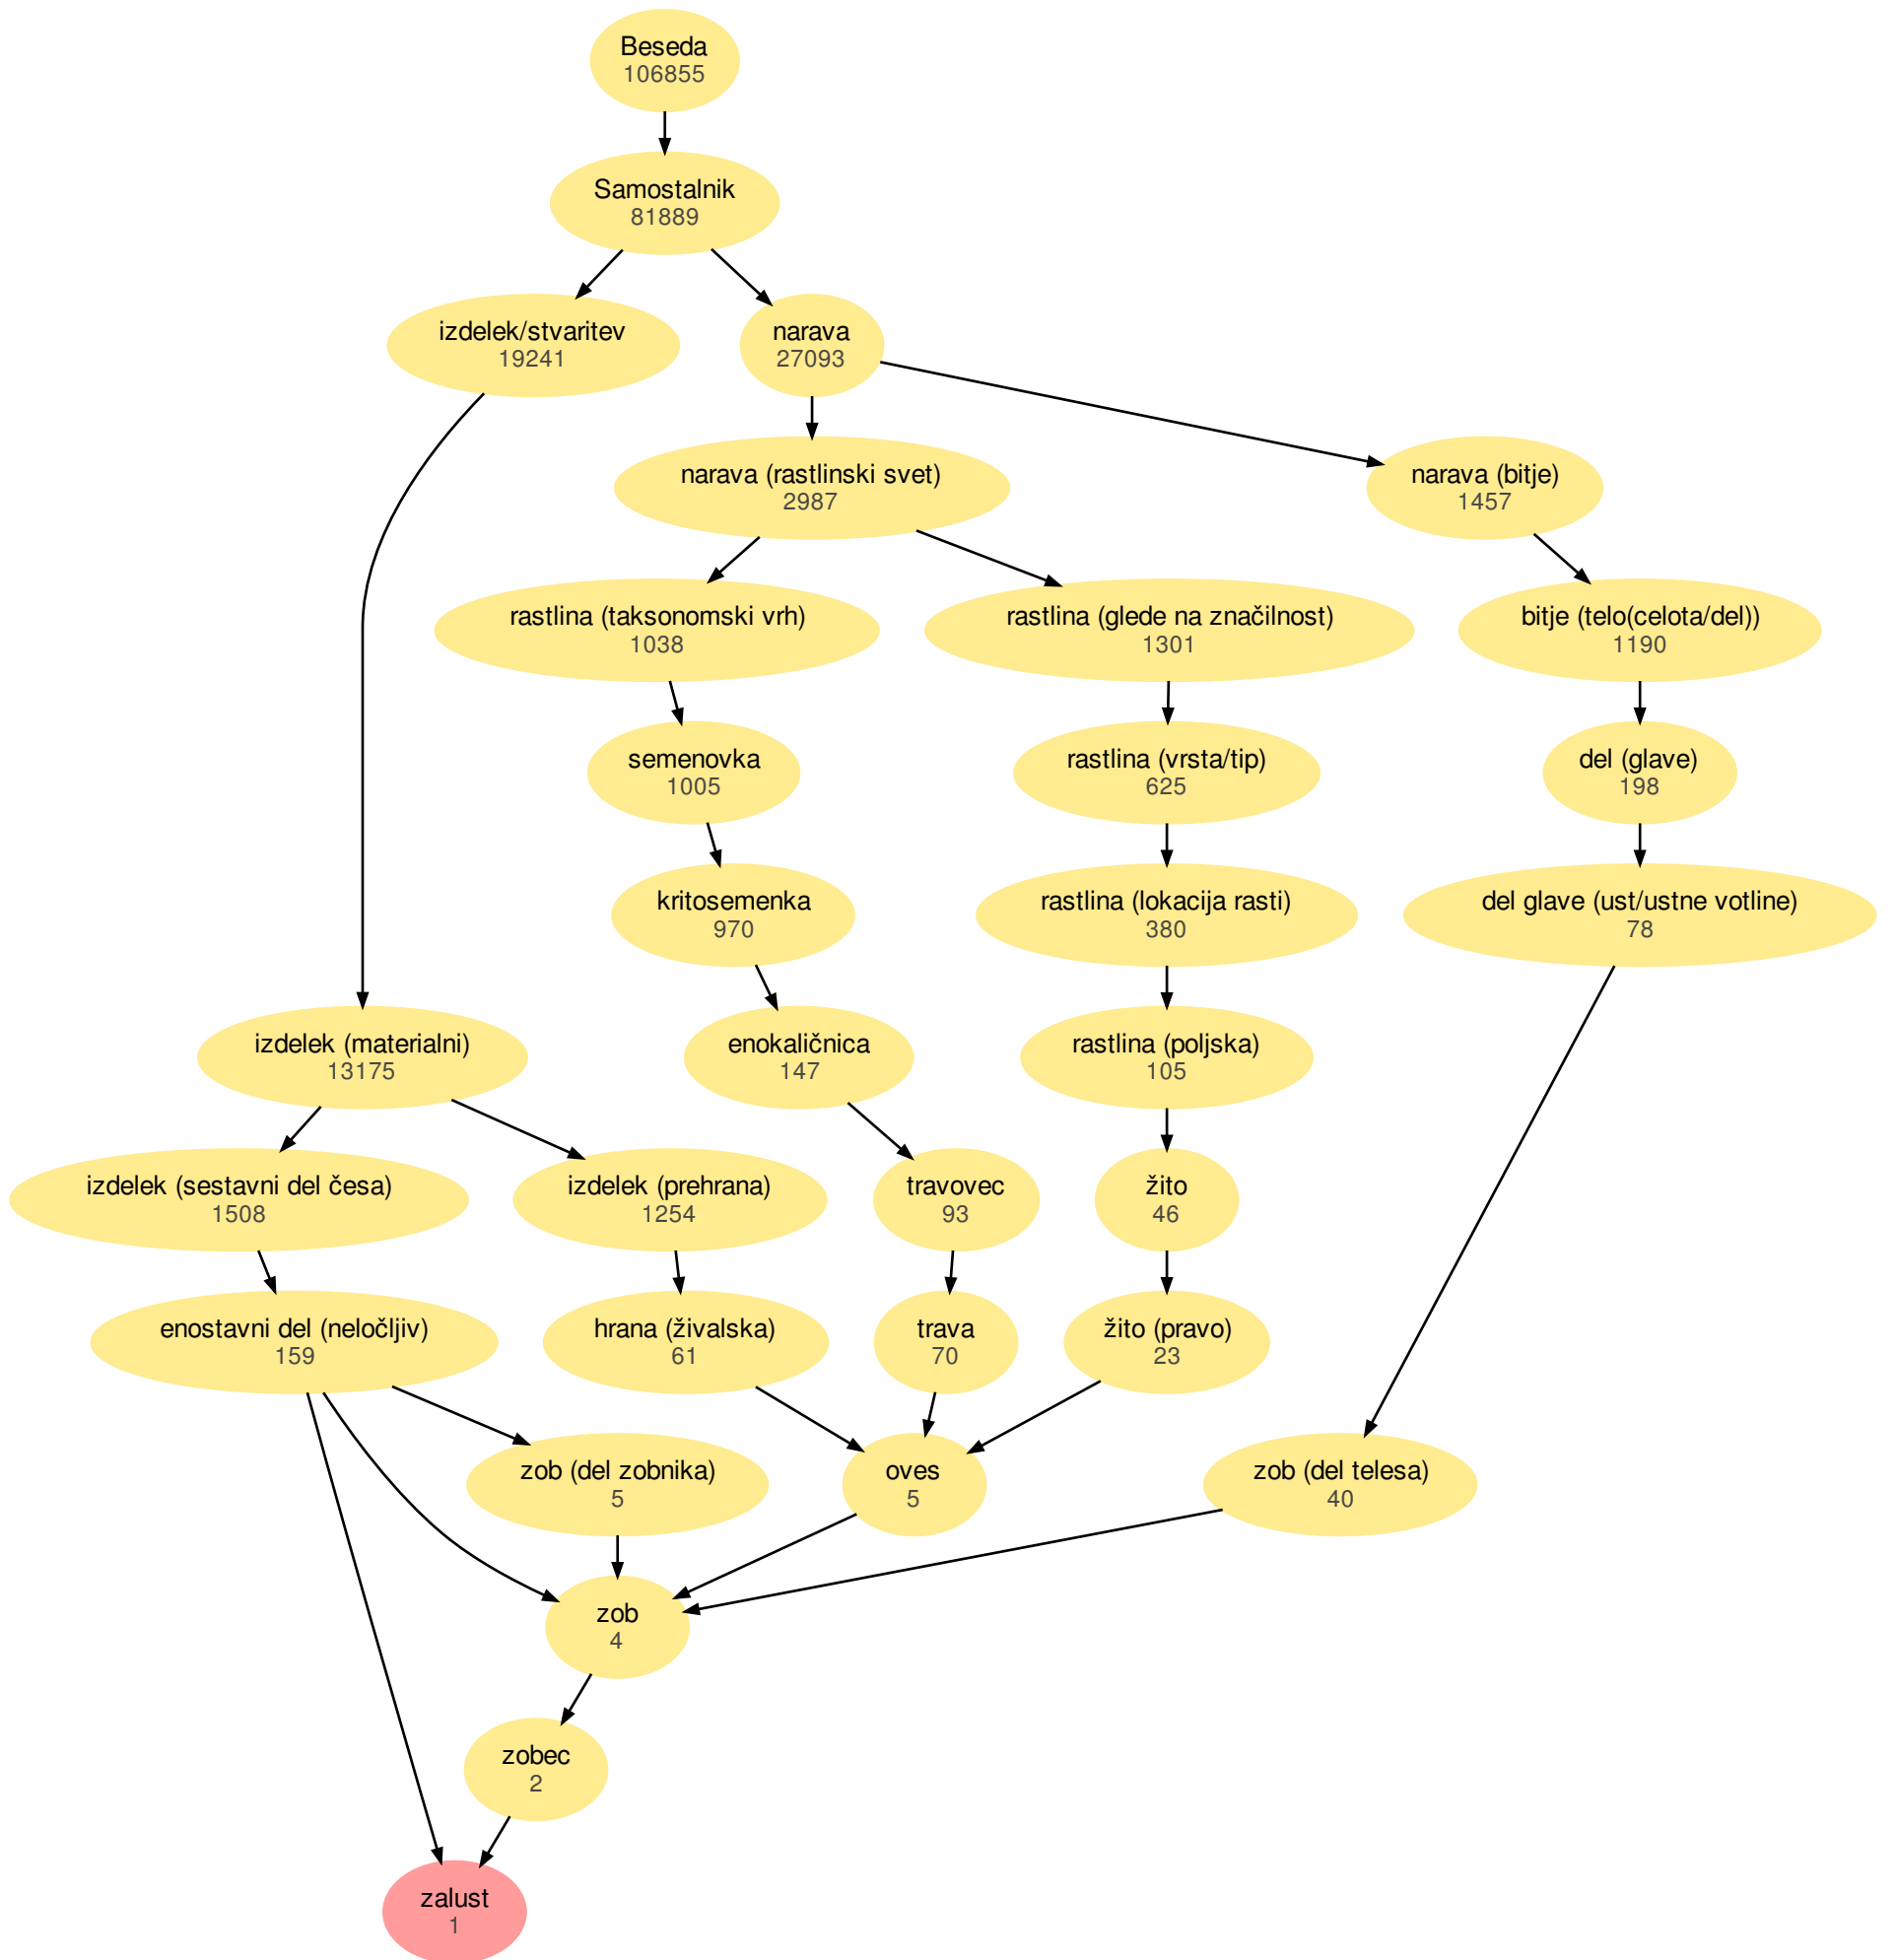 Beseda
106855
Samostalnik
81889
izdelek/stvaritev
19241
narava
27093
narava (rastlinski svet)
2987
narava (bitje)
1457
rastlina (taksonomski vrh)
1038
rastlina (glede na značilnost)
1301
bitje (telo(celota/del))
1190
semenovka
1005
rastlina (vrsta/tip)
625
del (glave)
198
kritosemenka
970
rastlina (lokacija rasti)
380
del glave (ust/ustne votline)
78
izdelek (materialni)
13175
enokaličnica
147
rastlina (poljska)
105
izdelek (sestavni del česa)
1508
izdelek (prehrana)
1254
travovec
93
žito
46
enostavni del (neločljiv)
159
hrana (živalska)
61
trava
70
žito (pravo)
23
zob (del zobnika)
5
oves
5
zob (del telesa)
40
zob
4
zobec
2
zalust
1